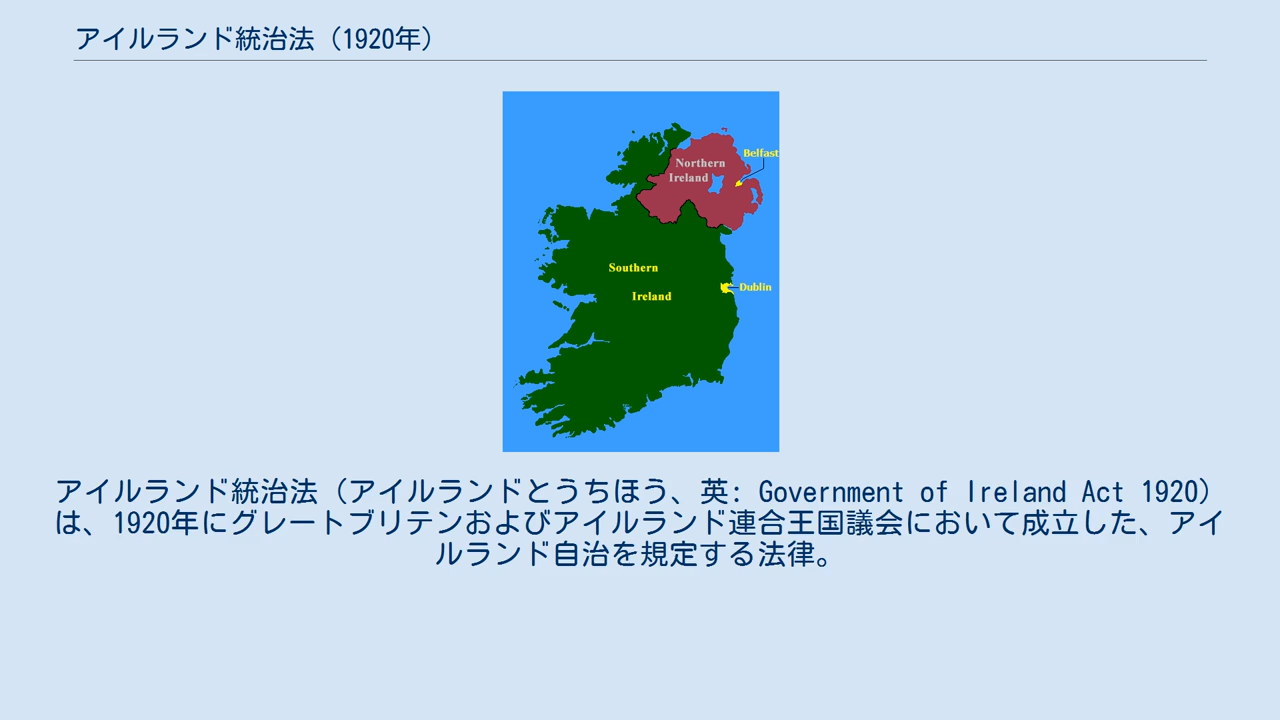 アイルランド統治法（1920年）
Belfast
Northern
Ireland
Southern
Ireland
Dublin
アイルランド統治法（アイルランドとうちほう、英: Government of Ireland Act 1920）
は、1920年にグレートブリテンおよびアイルランド連合王国議会において成立した、アイ
ルランド自治を規定する法律。